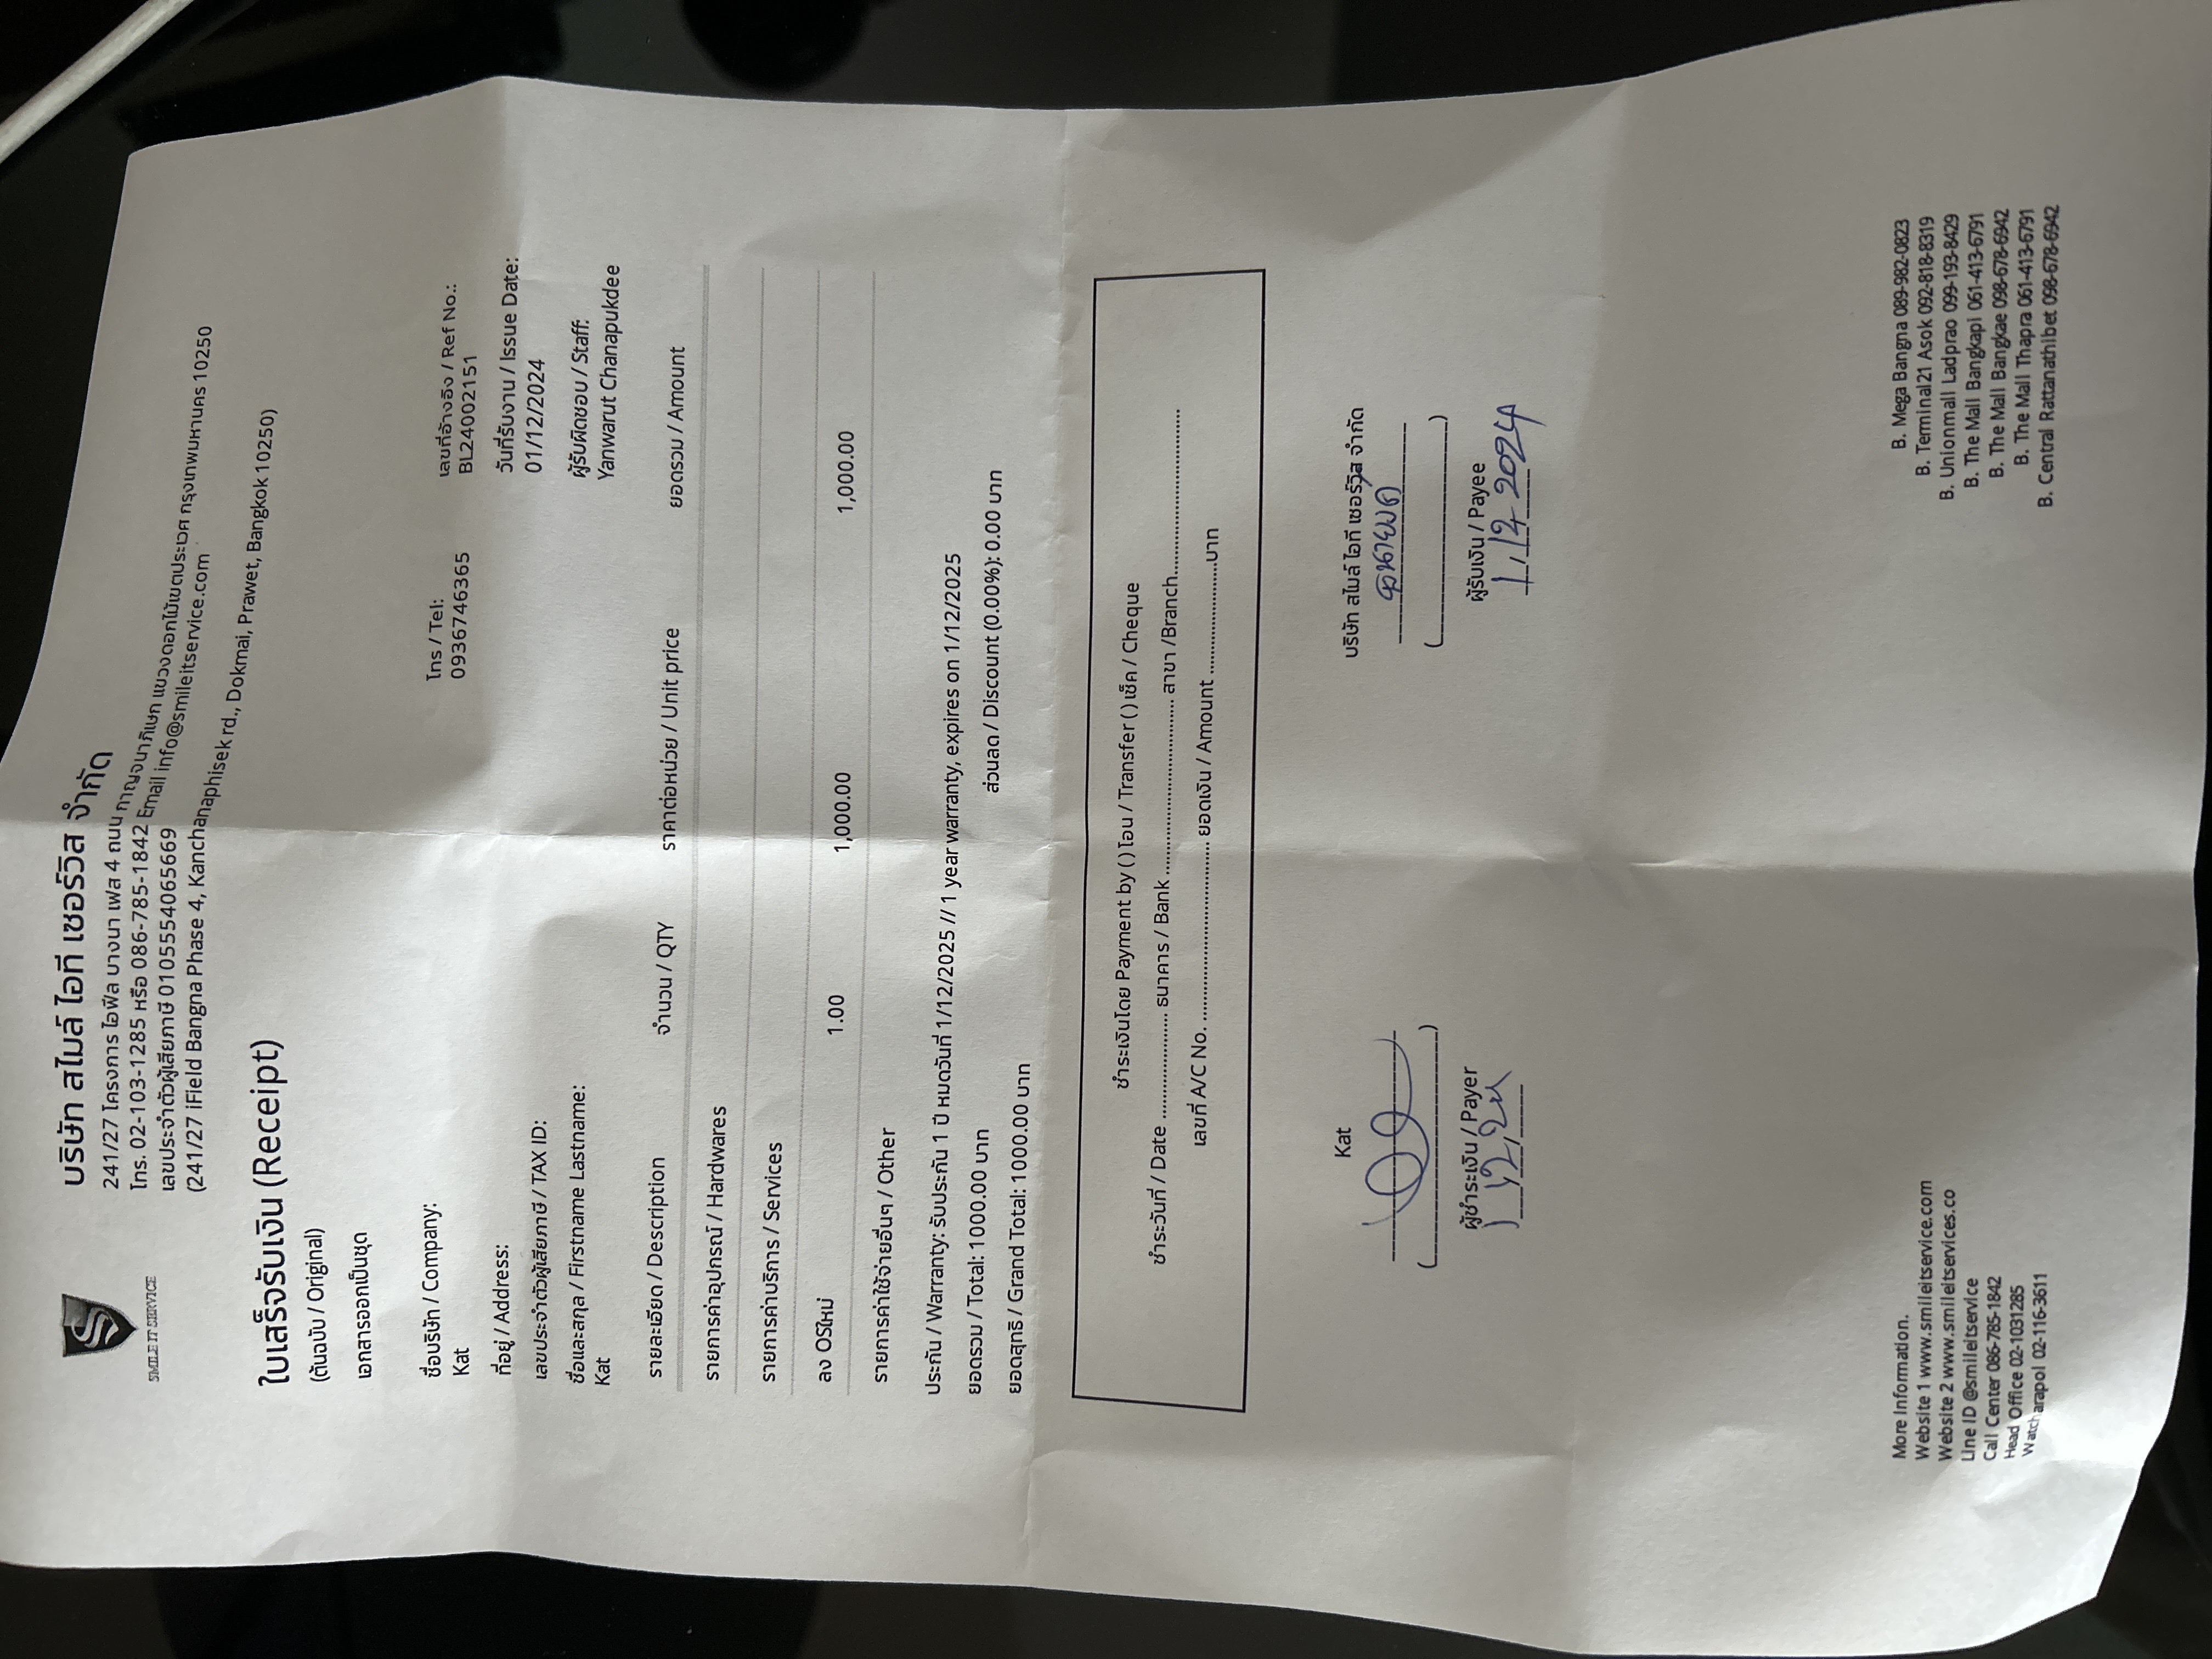 SMILE IT SERVICE
บริษัท สไมล์ ไอที เซอร์วิส จำกัด
241/27 โครงการ ไอฟีล บางนา เฟส 4 ถนน กาญจนาภิเษก แขวงดอกไม้เขตประเวศ กรุงเทพมหานคร 10250
โทร. 02-103-1285 หรือ 086-785-1842 Email info@smileitservice.com
เลขประจำตัวผู้เสียภาษี 0105554065669
(241/27 iField Bangna Phase 4, Kanchanaphisek rd., Dokmai, Prawet, Bangkok 10250)
ใบเสร็จรับเงิน (Receipt)
(ต้นฉบับ / Original)
เอกสารออกเป็นชุด
ชื่อบริษัท / Company:
Kat
โทร / Tel:
0936746365
เลขที่อ้างอิง / Ref No.:
BL24002151
ที่อยู่ / Address:
วันที่รับงาน / Issue Date:
01/12/2024
เลขประจำตัวผู้เสียภาษี / TAX ID:
ชื่อและสกุล / Firstname Lastname:
Kat
ผู้รับผิดชอบ / Staff:
Yanwarut Chanapukdee
รายละเอียด / Description จำนวน / QTY ราคาต่อหน่วย / Unit price ยอดรวม / Amount
รายการค่าอุปกรณ์ / Hardwares
รายการค่าบริการ / Services
ลง OSใหม่ 1.00 1,000.00 1,000.00
รายการค่าใช้จ่ายอื่นๆ / Other
ประกัน / Warranty: รับประกัน 1 ปี หมดวันที่ 1/12/2025 // 1 year warranty, expires on 1/12/2025
ยอดรวม / Total: 1000.00 บาท ส่วนลด / Discount (0.00%): 0.00 บาท
ยอดสุทธิ / Grand Total: 1000.00 บาท
ชำระเงินโดย Payment by ( ) โอน / Transfer ( ) เช็ค / Cheque
ชำระวันที่ / Date ..................... ธนาคาร / Bank ................................... สาขา /Branch.................................
เลขที่ A/C No. .................................... ยอดเงิน / Amount ......................บาท
Kat
(______________________)
ผู้ชำระเงิน / Payer
1 12, 24
บริษัท สไมล์ ไอที เซอร์วิส จำกัด
(______________________)
ผู้รับเงิน / Payee
1, 12 2024
More Information.
Website 1 www.smileitservice.com
Website 2 www.smileitservices.co
Line ID @smileitservice
Call Center 086-785-1842
Head Office 02-1031285
Watcharapol 02-116-3611
B. Mega Bangna 089-982-0823
B. Terminal21 Asok 092-818-8319
B. Unionmall Ladprao 099-193-8429
B. The Mall Bangkapi 061-413-6791
B. The Mall Bangkae 098-678-6942
B. The Mall Thapra 061-413-6791
B. Central Rattanathibet 098-678-6942